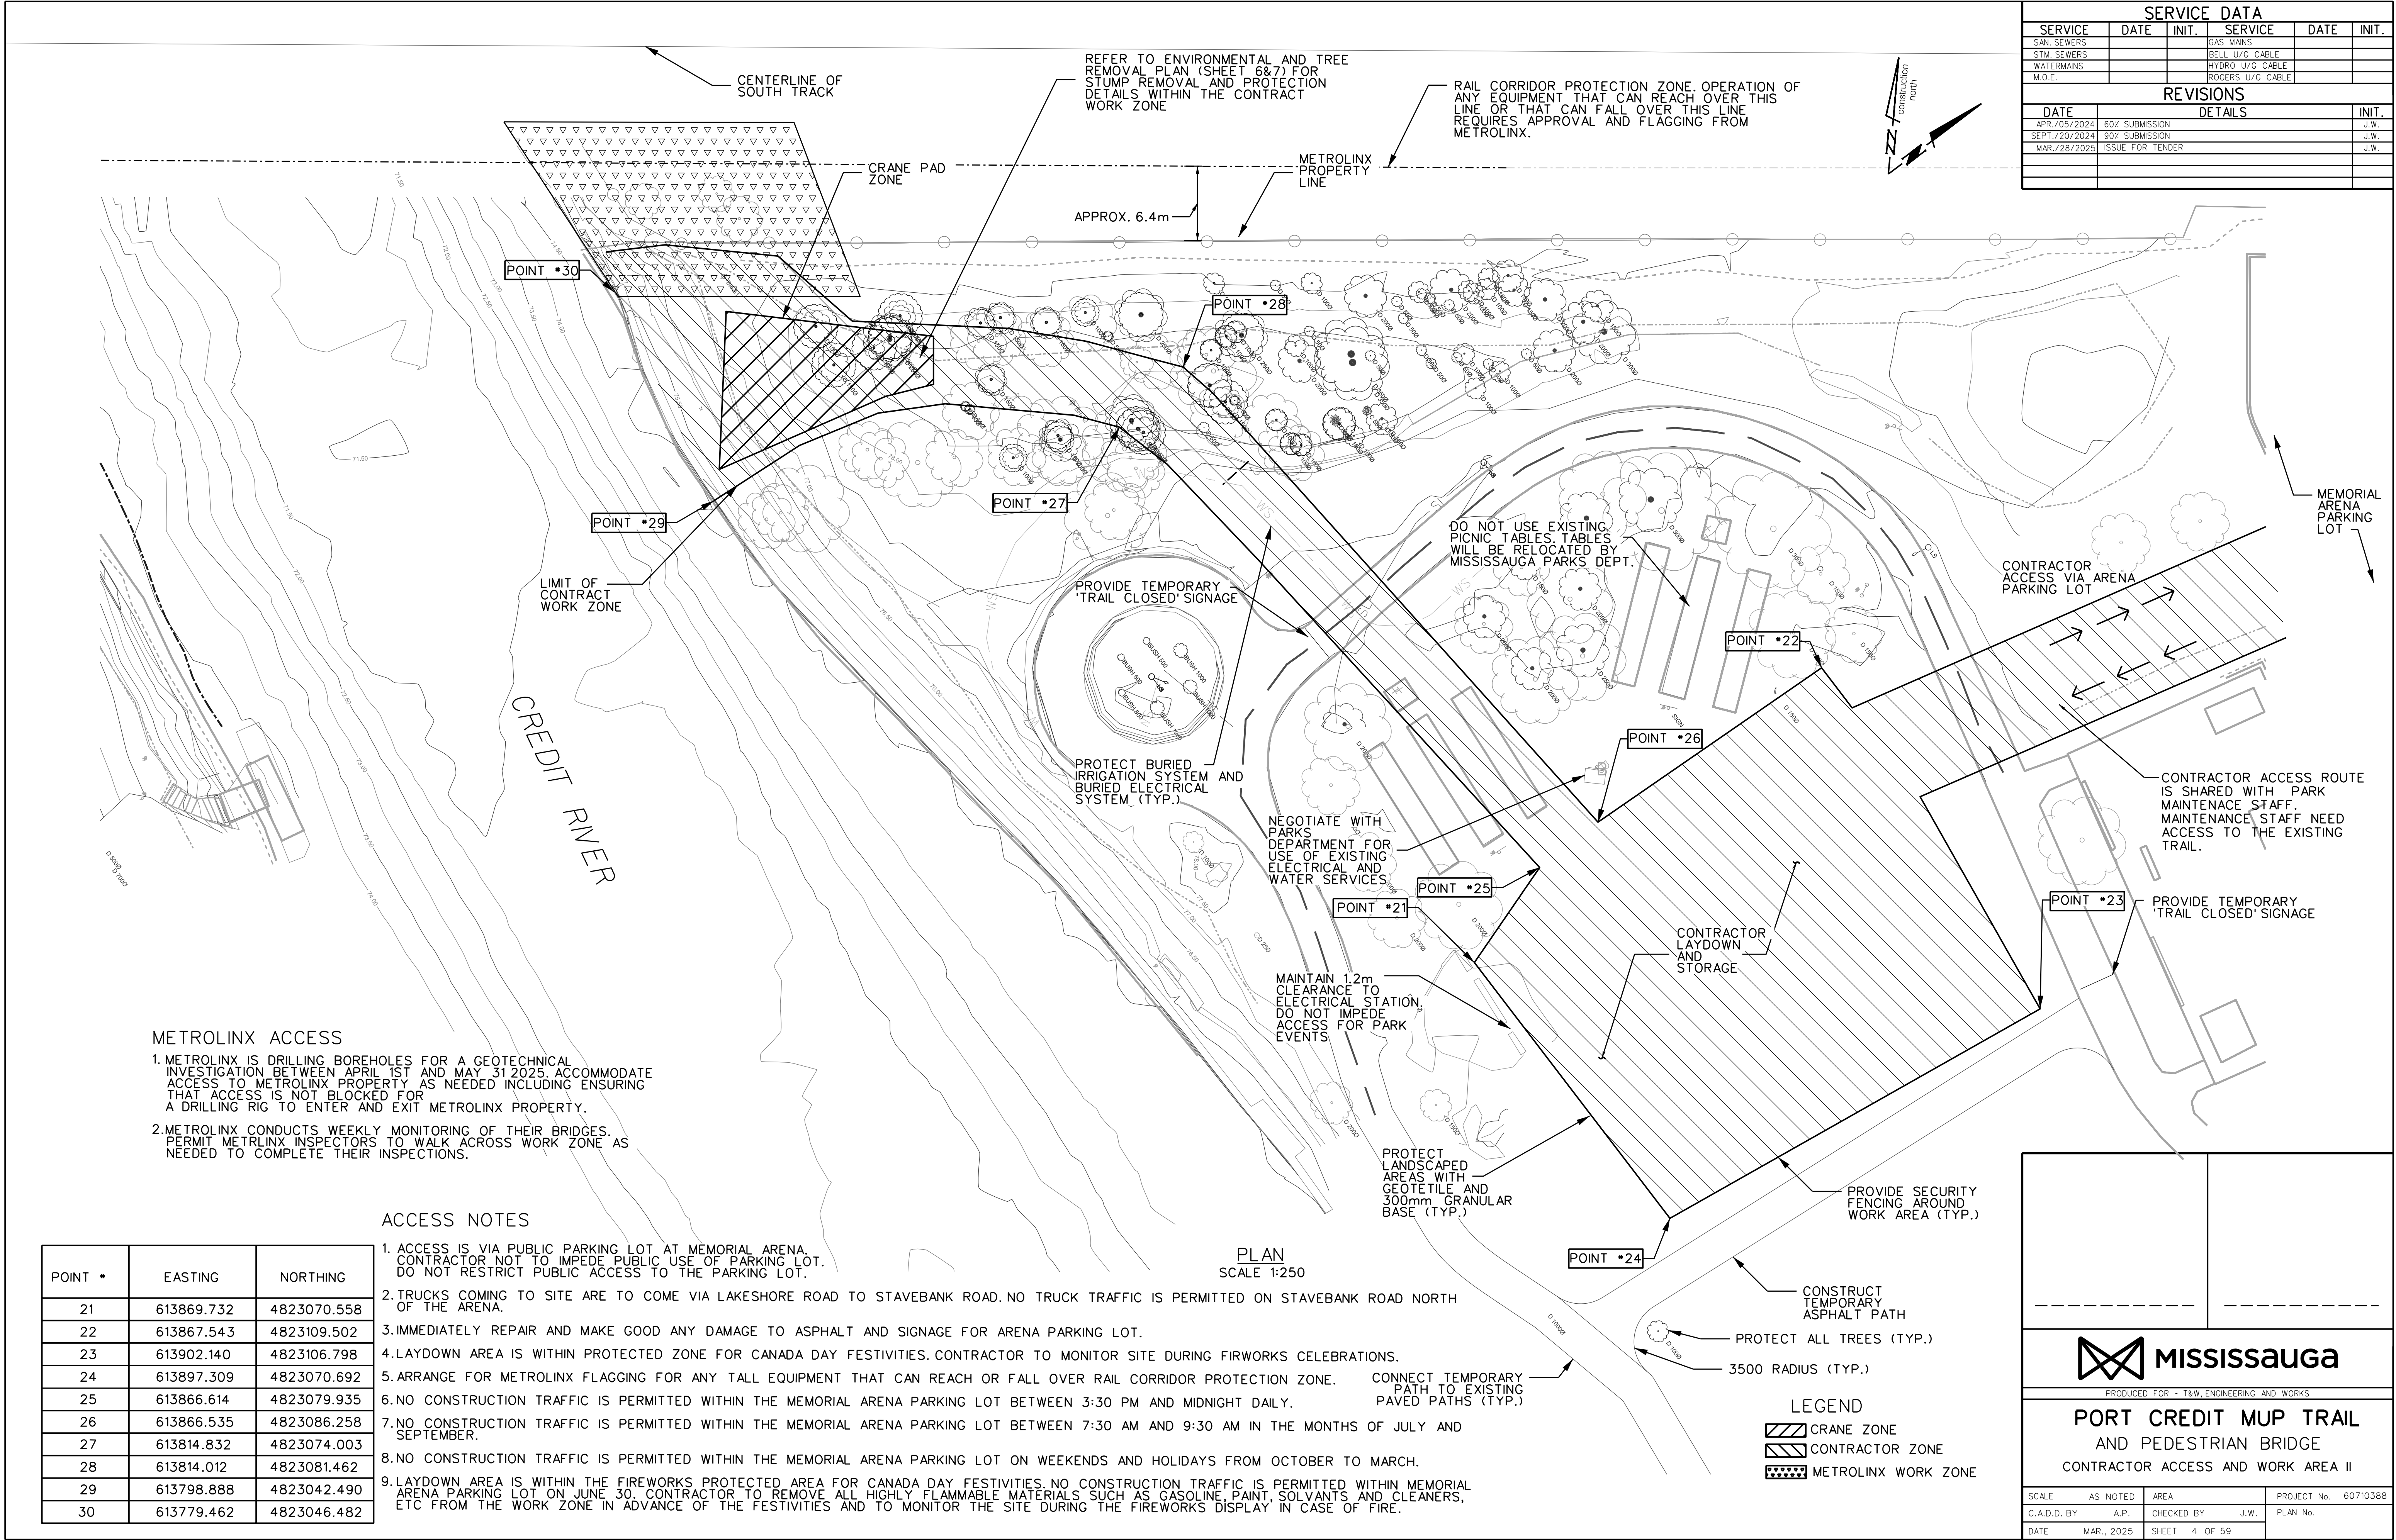 SERVICE DATA
SERVICE DATE INIT. SERVICE DATE INIT.
SAN. SEWERS GAS MAINS
STM. SEWERS BELL U/G CABLE
WATERMAINS HYDRO U/G CABLE
M.O.E. ROGERS U/G CABLE
REVISIONS
DATE DETAILS INIT.
APR./05/2024 60% SUBMISSION J.W.
SEPT./20/2024 90% SUBMISSION J.W.
MAR./28/2025 ISSUE FOR TENDER J.W.
construction
north
N
CENTERLINE OF
SOUTH TRACK
REFER TO ENVIRONMENTAL AND TREE
REMOVAL PLAN (SHEET 6&7) FOR
STUMP REMOVAL AND PROTECTION
DETAILS WITHIN THE CONTRACT
WORK ZONE
RAIL CORRIDOR PROTECTION ZONE. OPERATION OF
ANY EQUIPMENT THAT CAN REACH OVER THIS
LINE OR THAT CAN FALL OVER THIS LINE
REQUIRES APPROVAL AND FLAGGING FROM
METROLINX.
CRANE PAD
ZONE
METROLINX
PROPERTY
LINE
APPROX. 6.4m
POINT #30
POINT #28
POINT #27
POINT #29
LIMIT OF
CONTRACT
WORK ZONE
PROVIDE TEMPORARY
'TRAIL CLOSED' SIGNAGE
DO NOT USE EXISTING
PICNIC TABLES. TABLES
WILL BE RELOCATED BY
MISSISSAUGA PARKS DEPT.
MEMORIAL
ARENA
PARKING
LOT
CONTRACTOR
ACCESS VIA ARENA
PARKING LOT
POINT #22
POINT #26
CREDIT RIVER
PROTECT BURIED
IRRIGATION SYSTEM AND
BURIED ELECTRICAL
SYSTEM (TYP.)
NEGOTIATE WITH
PARKS
DEPARTMENT FOR
USE OF EXISTING
ELECTRICAL AND
WATER SERVICES
CONTRACTOR ACCESS ROUTE
IS SHARED WITH PARK
MAINTENACE STAFF.
MAINTENANCE STAFF NEED
ACCESS TO THE EXISTING
TRAIL.
POINT #25
POINT #21
POINT #23
PROVIDE TEMPORARY
'TRAIL CLOSED' SIGNAGE
CONTRACTOR
LAYDOWN
AND
STORAGE
MAINTAIN 1.2m
CLEARANCE TO
ELECTRICAL STATION.
DO NOT IMPEDE
ACCESS FOR PARK
EVENTS
PROTECT
LANDSCAPED
AREAS WITH
GEOTETILE AND
300mm GRANULAR
BASE (TYP.)
PROVIDE SECURITY
FENCING AROUND
WORK AREA (TYP.)
POINT #24
CONSTRUCT
TEMPORARY
ASPHALT PATH
PROTECT ALL TREES (TYP.)
3500 RADIUS (TYP.)
CONNECT TEMPORARY
PATH TO EXISTING
PAVED PATHS (TYP.)
METROLINX ACCESS
1. METROLINX IS DRILLING BOREHOLES FOR A GEOTECHNICAL
INVESTIGATION BETWEEN APRIL 1ST AND MAY 31 2025. ACCOMMODATE
ACCESS TO METROLINX PROPERTY AS NEEDED INCLUDING ENSURING
THAT ACCESS IS NOT BLOCKED FOR
A DRILLING RIG TO ENTER AND EXIT METROLINX PROPERTY.
2. METROLINX CONDUCTS WEEKLY MONITORING OF THEIR BRIDGES.
PERMIT METRLINX INSPECTORS TO WALK ACROSS WORK ZONE AS
NEEDED TO COMPLETE THEIR INSPECTIONS.
POINT # EASTING NORTHING
21 613869.732 4823070.558
22 613867.543 4823109.502
23 613902.140 4823106.798
24 613897.309 4823070.692
25 613866.614 4823079.935
26 613866.535 4823086.258
27 613814.832 4823074.003
28 613814.012 4823081.462
29 613798.888 4823042.490
30 613779.462 4823046.482
ACCESS NOTES
1. ACCESS IS VIA PUBLIC PARKING LOT AT MEMORIAL ARENA.
CONTRACTOR NOT TO IMPEDE PUBLIC USE OF PARKING LOT.
DO NOT RESTRICT PUBLIC ACCESS TO THE PARKING LOT.
2. TRUCKS COMING TO SITE ARE TO COME VIA LAKESHORE ROAD TO STAVEBANK ROAD. NO TRUCK TRAFFIC IS PERMITTED ON STAVEBANK ROAD NORTH
OF THE ARENA.
3. IMMEDIATELY REPAIR AND MAKE GOOD ANY DAMAGE TO ASPHALT AND SIGNAGE FOR ARENA PARKING LOT.
4. LAYDOWN AREA IS WITHIN PROTECTED ZONE FOR CANADA DAY FESTIVITIES. CONTRACTOR TO MONITOR SITE DURING FIRWORKS CELEBRATIONS.
5. ARRANGE FOR METROLINX FLAGGING FOR ANY TALL EQUIPMENT THAT CAN REACH OR FALL OVER RAIL CORRIDOR PROTECTION ZONE.
6. NO CONSTRUCTION TRAFFIC IS PERMITTED WITHIN THE MEMORIAL ARENA PARKING LOT BETWEEN 3:30 PM AND MIDNIGHT DAILY.
7. NO CONSTRUCTION TRAFFIC IS PERMITTED WITHIN THE MEMORIAL ARENA PARKING LOT BETWEEN 7:30 AM AND 9:30 AM IN THE MONTHS OF JULY AND
SEPTEMBER.
8. NO CONSTRUCTION TRAFFIC IS PERMITTED WITHIN THE MEMORIAL ARENA PARKING LOT ON WEEKENDS AND HOLIDAYS FROM OCTOBER TO MARCH.
9. LAYDOWN AREA IS WITHIN THE FIREWORKS PROTECTED AREA FOR CANADA DAY FESTIVITIES. NO CONSTRUCTION TRAFFIC IS PERMITTED WITHIN MEMORIAL
ARENA PARKING LOT ON JUNE 30. CONTRACTOR TO REMOVE ALL HIGHLY FLAMMABLE MATERIALS SUCH AS GASOLINE, PAINT, SOLVANTS AND CLEANERS,
ETC FROM THE WORK ZONE IN ADVANCE OF THE FESTIVITIES AND TO MONITOR THE SITE DURING THE FIREWORKS DISPLAY IN CASE OF FIRE.
PLAN
SCALE 1:250
LEGEND
CRANE ZONE
CONTRACTOR ZONE
METROLINX WORK ZONE
MISSISSAUGA
PRODUCED FOR - T&W, ENGINEERING AND WORKS
PORT CREDIT MUP TRAIL
AND PEDESTRIAN BRIDGE
CONTRACTOR ACCESS AND WORK AREA II
SCALE AS NOTED AREA PROJECT No. 60710388
C.A.D.D. BY A.P. CHECKED BY J.W. PLAN No.
DATE MAR., 2025 SHEET 4 OF 59